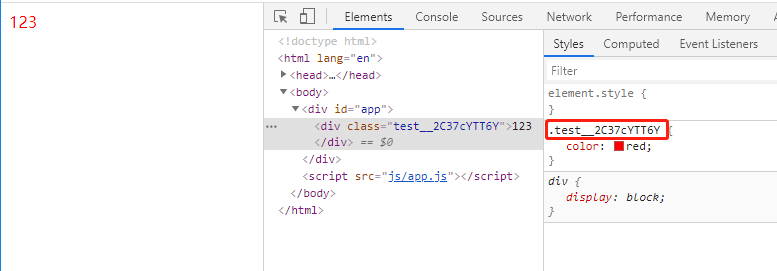 123
Elements Console Sources Network Performance Memory
<!doctype html>
<html lang="en">
<head>…</head>
<body>
<div id="app">
… <div class="test__2C37cYTT6Y">123
</div> == $0
</div>
<script src="js/app.js"></script>
</body>
</html>
Styles Computed Event Listeners
Filter
element.style {
}
.test__2C37cYTT6Y {
color: red;
}
div {
display: block;
}